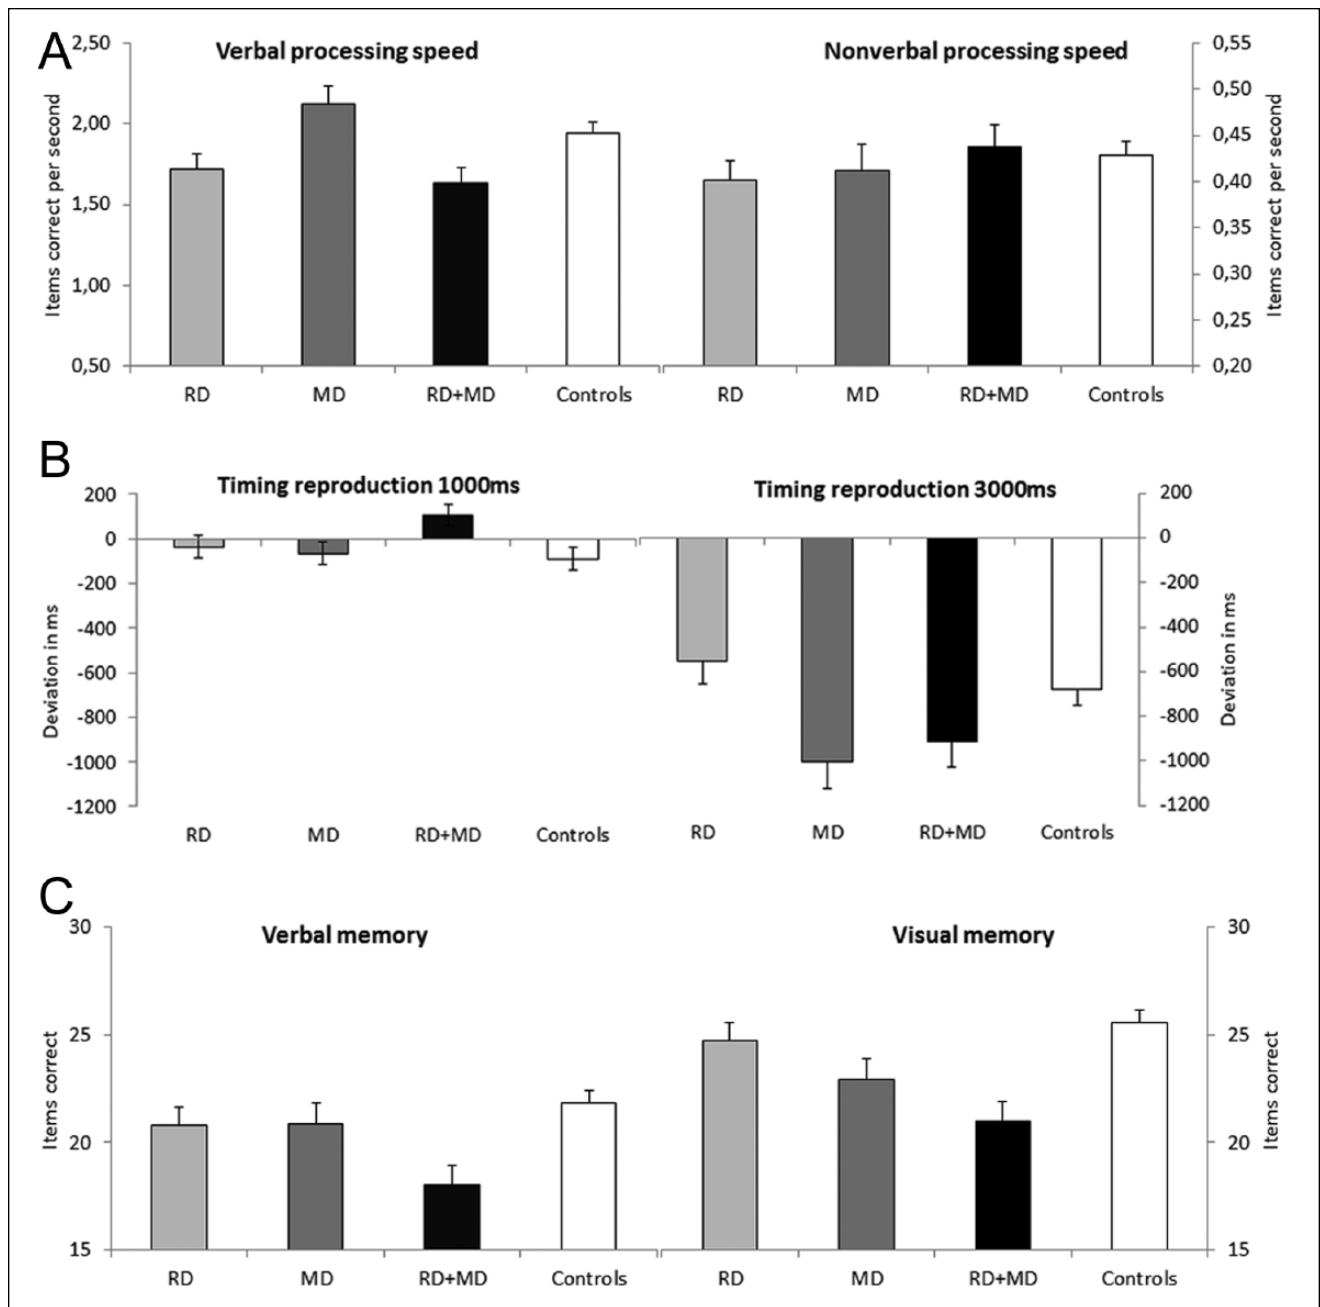 A
Verbal processing speed
Nonverbal processing speed
Items correct per second
2,50
2,00
1,50
1,00
0,50
0,55
0,50
0,45
0,40
0,35
0,30
0,25
0,20
Items correct per second
RD MD RD+MD Controls RD MD RD+MD Controls
B
Timing reproduction 1000ms
Timing reproduction 3000ms
Deviation in ms
200
0
-200
-400
-600
-800
-1000
-1200
200
0
-200
-400
-600
-800
-1000
-1200
Deviation in ms
RD MD RD+MD Controls RD MD RD+MD Controls
C
Verbal memory
Visual memory
Items correct
30
25
20
15
30
25
20
15
Items correct
RD MD RD+MD Controls RD MD RD+MD Controls